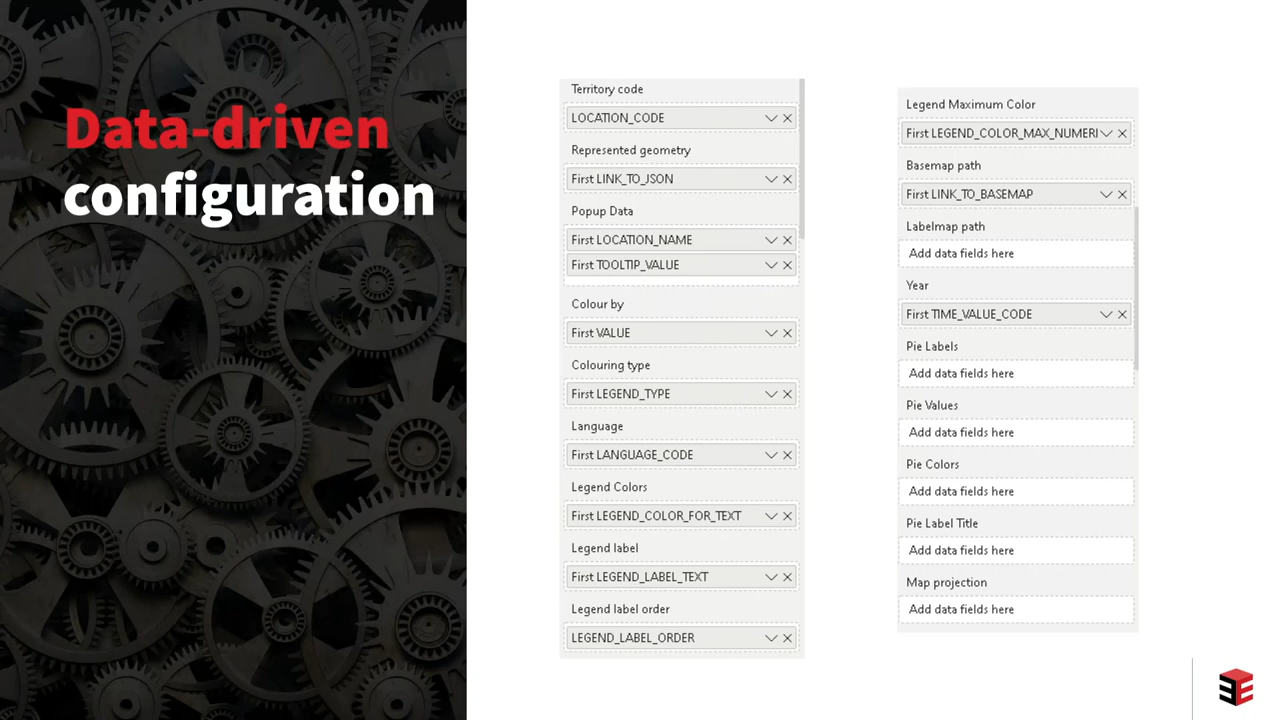 Data-driven
configuration
Territory code
LOCATION_CODE
Represented geometry
First LINK_TO_JSON
Popup Data
First LOCATION_NAME
First TOOLTIP_VALUE
Colour by
First VALUE
Colouring type
First LEGEND_TYPE
Language
First LANGUAGE_CODE
Legend Colors
First LEGEND_COLOR_FOR_TEXT
Legend label
First LEGEND_LABEL_TEXT
Legend label order
LEGEND_LABEL_ORDER
Legend Maximum Color
First LEGEND_COLOR_MAX_NUMERI
Basemap path
First LINK_TO_BASEMAP
Labelmap path
Add data fields here
Year
First TIME_VALUE_CODE
Pie Labels
Add data fields here
Pie Values
Add data fields here
Pie Colors
Add data fields here
Pie Label Title
Add data fields here
Map projection
Add data fields here